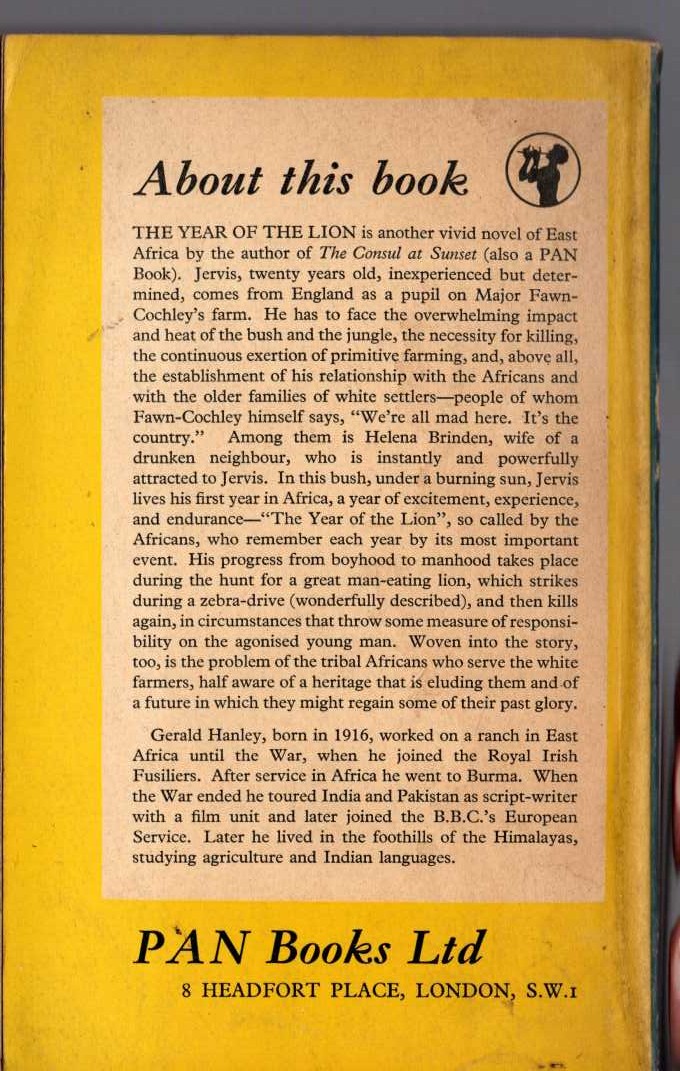 About this book
THE YEAR OF THE LION is another vivid novel of East
Africa by the author of The Consul at Sunset (also a PAN
Book). Jervis, twenty years old, inexperienced but deter-
mined, comes from England as a pupil on Major Fawn-
Cochley's farm. He has to face the overwhelming impact
and heat of the bush and the jungle, the necessity for killing,
the continuous exertion of primitive farming, and, above all,
the establishment of his relationship with the Africans and
with the older families of white settlers—people of whom
Fawn-Cochley himself says, "We're all mad here. It's the
country." Among them is Helena Brinden, wife of a
drunken neighbour, who is instantly and powerfully
attracted to Jervis. In this bush, under a burning sun, Jervis
lives his first year in Africa, a year of excitement, experience,
and endurance—"The Year of the Lion", so called by the
Africans, who remember each year by its most important
event. His progress from boyhood to manhood takes place
during the hunt for a great man-eating lion, which strikes
during a zebra-drive (wonderfully described), and then kills
again, in circumstances that throw some measure of responsi-
bility on the agonised young man. Woven into the story,
too, is the problem of the tribal Africans who serve the white
farmers, half aware of a heritage that is eluding them and of
a future in which they might regain some of their past glory.
Gerald Hanley, born in 1916, worked on a ranch in East
Africa until the War, when he joined the Royal Irish
Fusiliers. After service in Africa he went to Burma. When
the War ended he toured India and Pakistan as script-writer
with a film unit and later joined the B.B.C.'s European
Service. Later he lived in the foothills of the Himalayas,
studying agriculture and Indian languages.
PAN Books Ltd
8 HEADFORT PLACE, LONDON, S.W.1